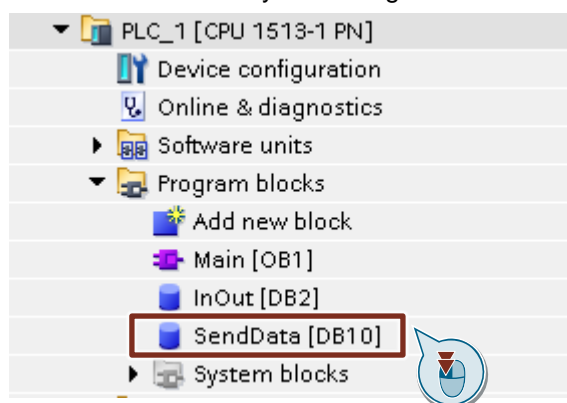 PLC_1 [CPU 1513-1 PN]
Device configuration
Online & diagnostics
Software units
Program blocks
Add new block
Main [OB1]
InOut [DB2]
SendData [DB10]
System blocks